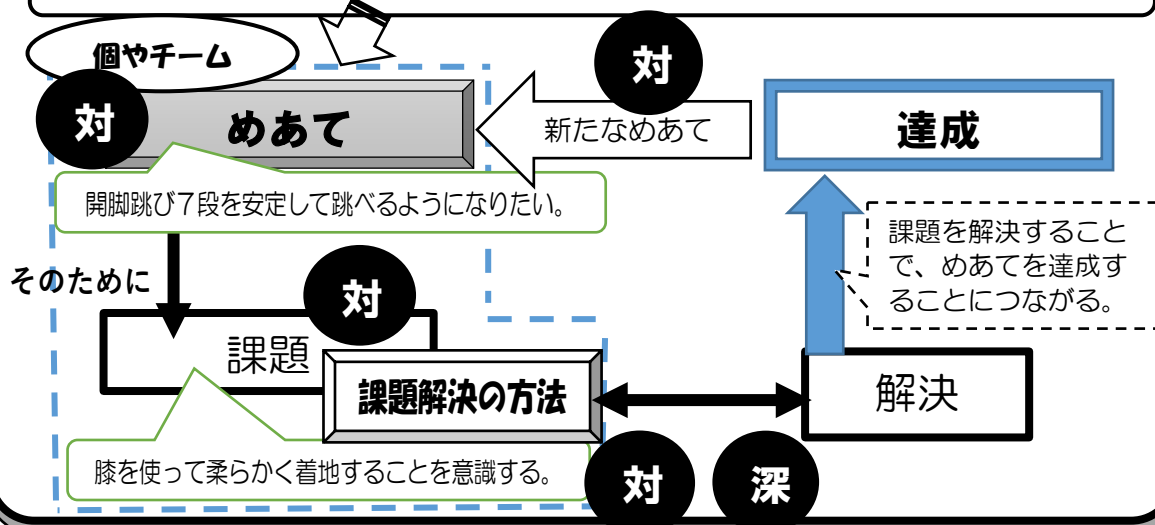 個やチーム
対
めあて
対
新たなめあて
達成
開脚跳び７段を安定して跳べるようになりたい。
課題を解決すること
で、めあてを達成す
ることにつながる。
そのために
対
課題
課題解決の方法
解決
膝を使って柔らかく着地することを意識する。
対
深